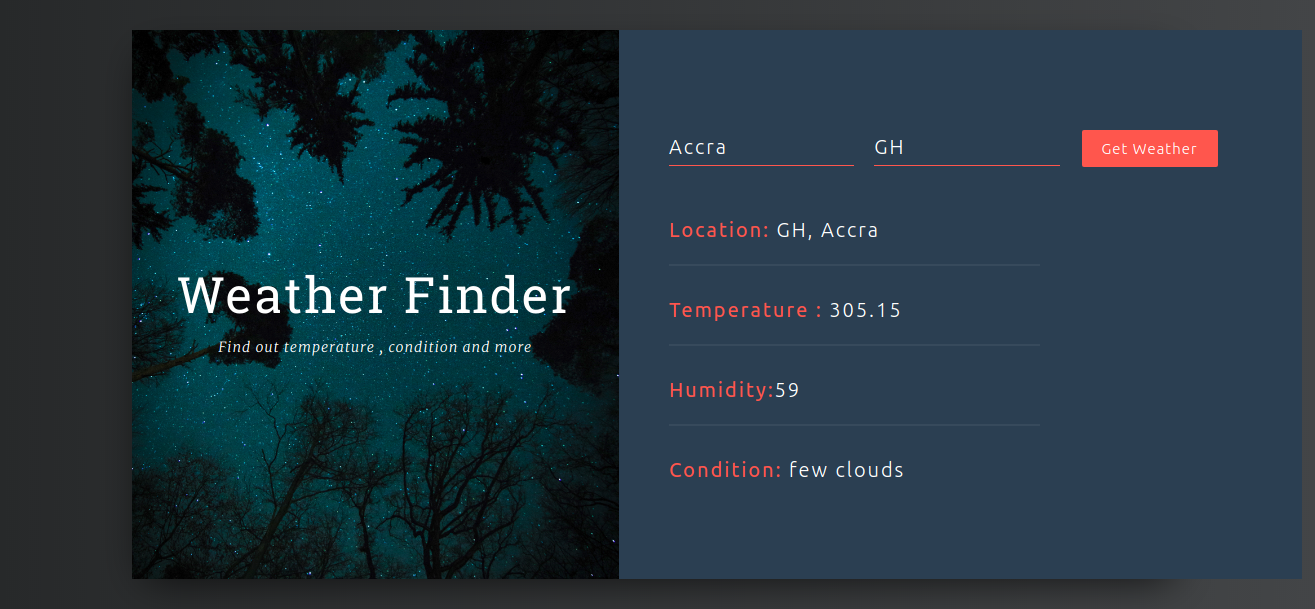 Weather Finder
Find out temperature , condition and more
Accra
GH
Get Weather
Location: GH, Accra
Temperature : 305.15
Humidity:59
Condition: few clouds